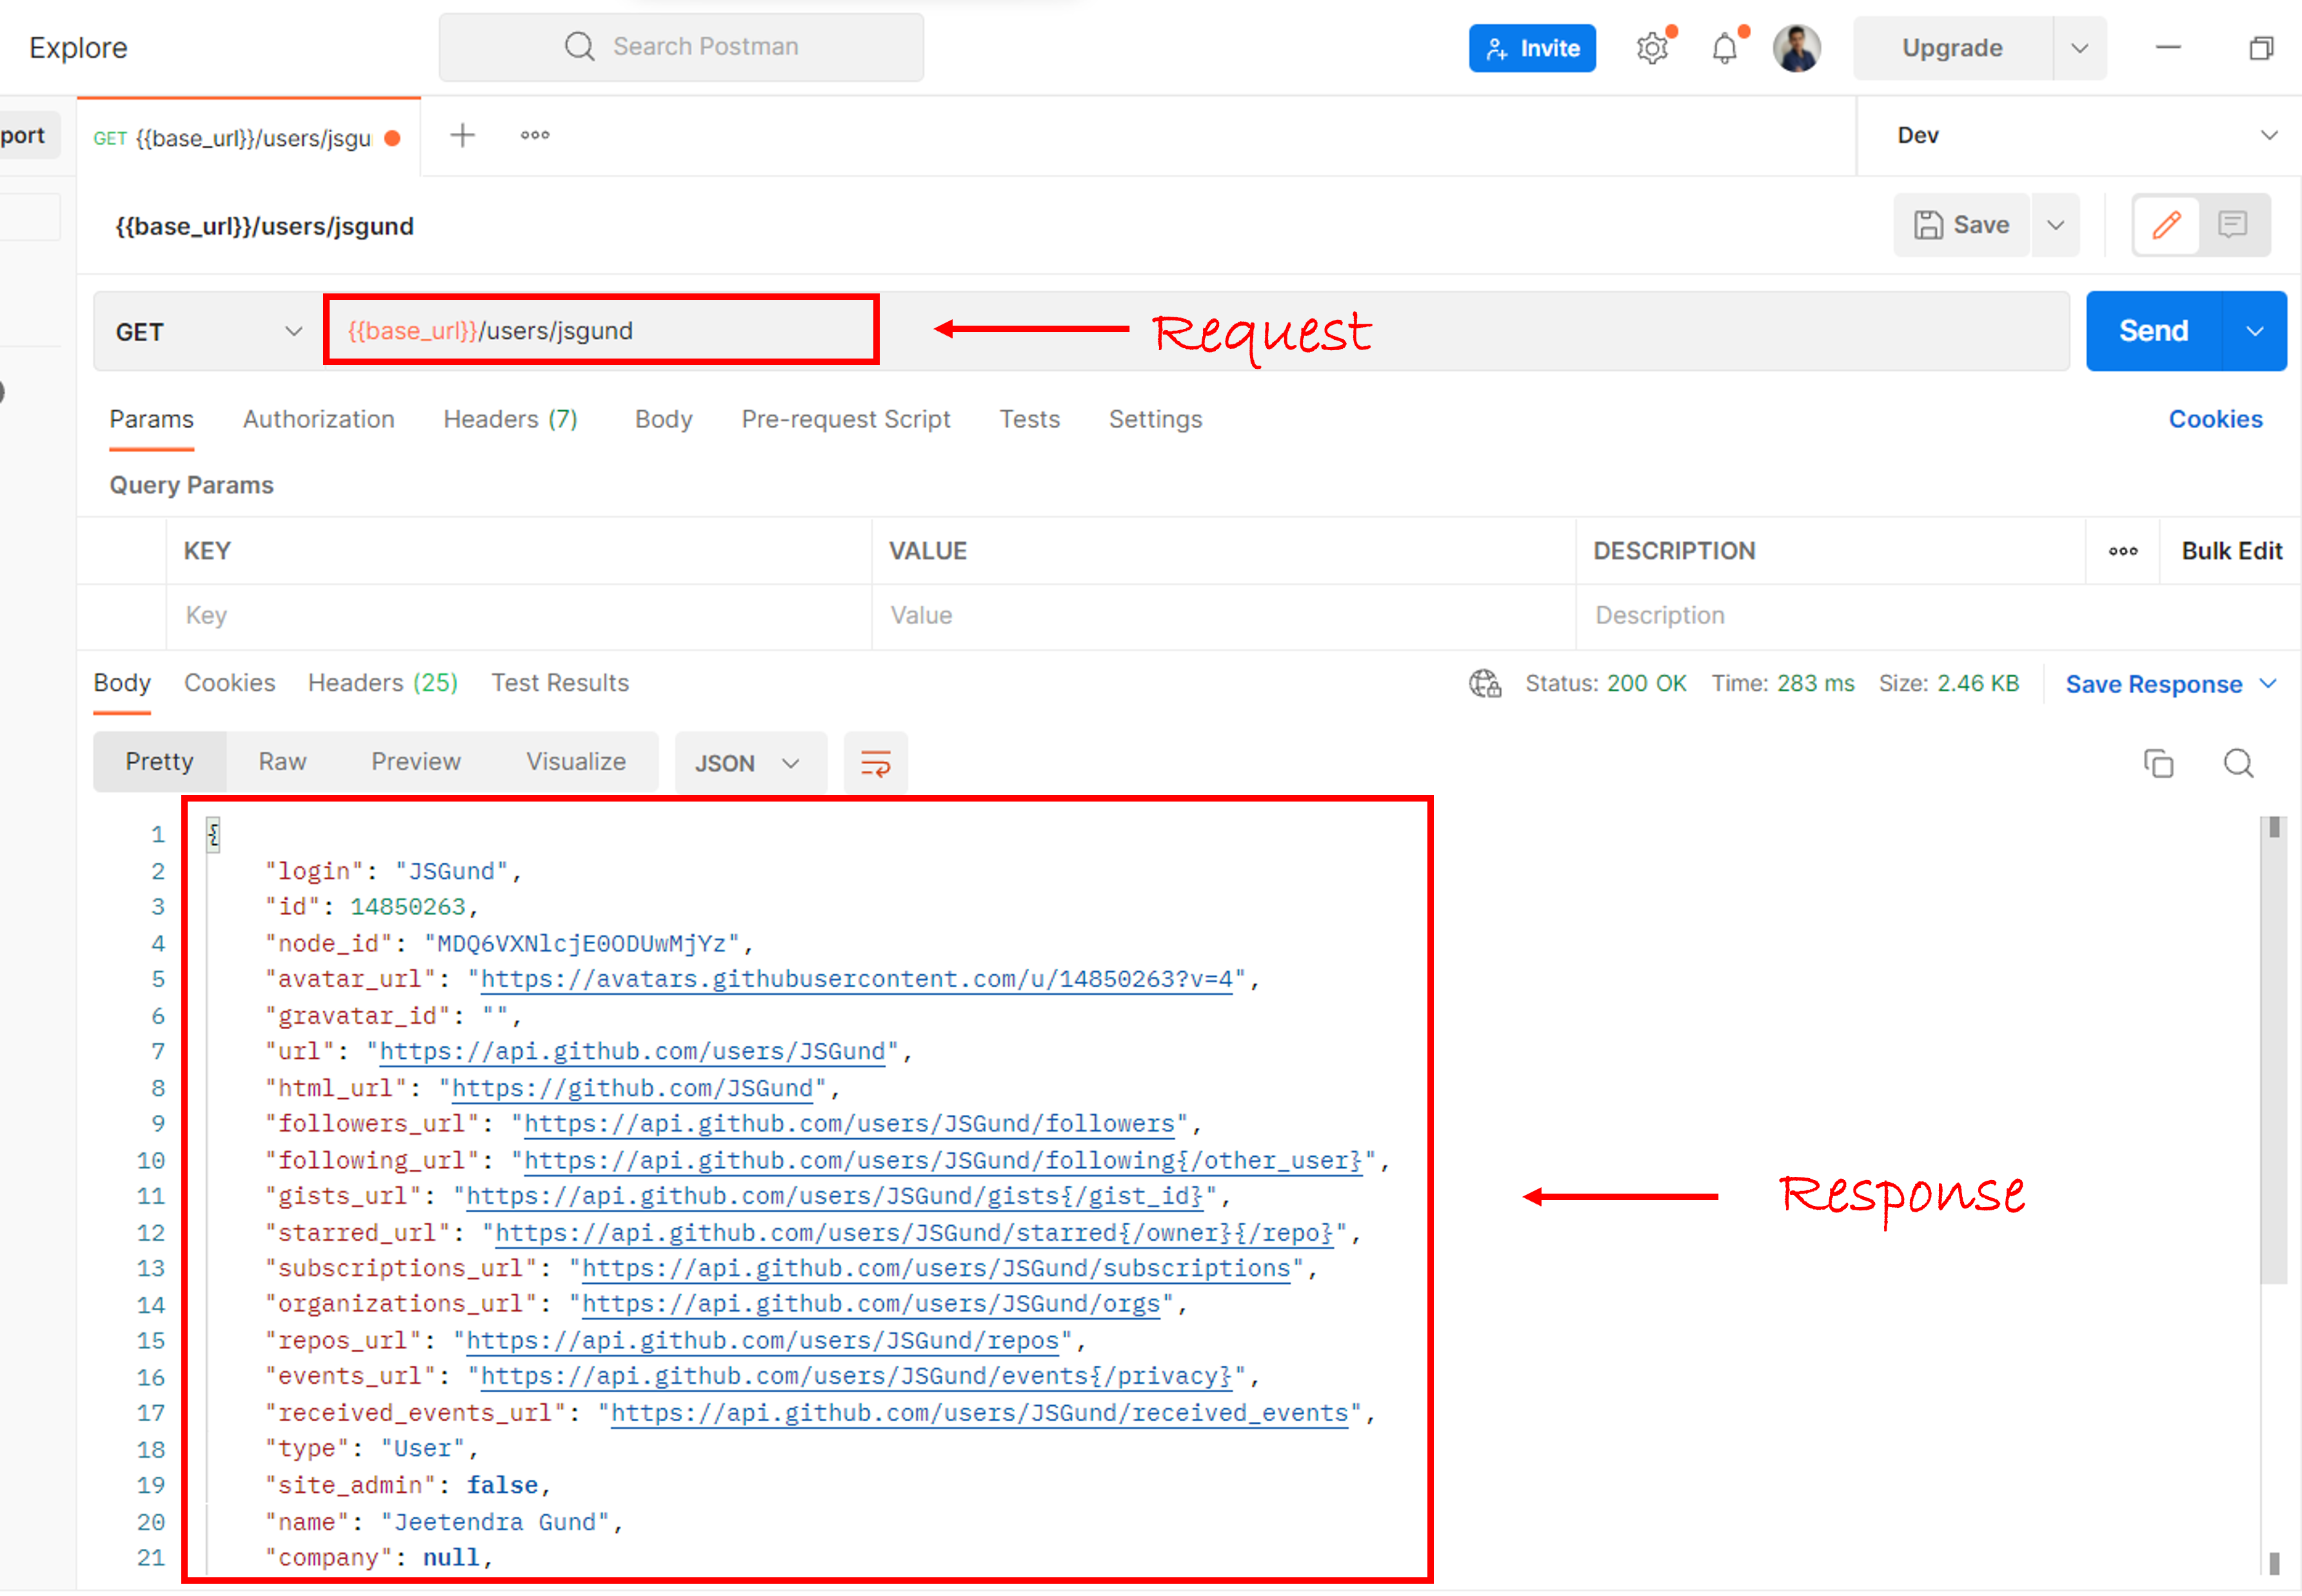 Explore
Search Postman
Invite
Upgrade
port
GET {{base_url}}/users/jsgu
Dev
{{base_url}}/users/jsgund
Save
GET
{{base_url}}/users/jsgund
Request
Send
Params Authorization Headers (7) Body Pre-request Script Tests Settings Cookies
Query Params
KEY VALUE DESCRIPTION Bulk Edit
Key Value Description
Body Cookies Headers (25) Test Results Status: 200 OK Time: 283 ms Size: 2.46 KB Save Response
Pretty Raw Preview Visualize JSON
1 {
2 "login": "JSGund",
3 "id": 14850263,
4 "node_id": "MDQ6VXNlcjE0ODUwMjYz",
5 "avatar_url": "https://avatars.githubusercontent.com/u/14850263?v=4",
6 "gravatar_id": "",
7 "url": "https://api.github.com/users/JSGund",
8 "html_url": "https://github.com/JSGund",
9 "followers_url": "https://api.github.com/users/JSGund/followers",
10 "following_url": "https://api.github.com/users/JSGund/following{/other_user}",
11 "gists_url": "https://api.github.com/users/JSGund/gists{/gist_id}",
Response
12 "starred_url": "https://api.github.com/users/JSGund/starred{/owner}{/repo}",
13 "subscriptions_url": "https://api.github.com/users/JSGund/subscriptions",
14 "organizations_url": "https://api.github.com/users/JSGund/orgs",
15 "repos_url": "https://api.github.com/users/JSGund/repos",
16 "events_url": "https://api.github.com/users/JSGund/events{/privacy}",
17 "received_events_url": "https://api.github.com/users/JSGund/received_events",
18 "type": "User",
19 "site_admin": false,
20 "name": "Jeetendra Gund",
21 "company": null,